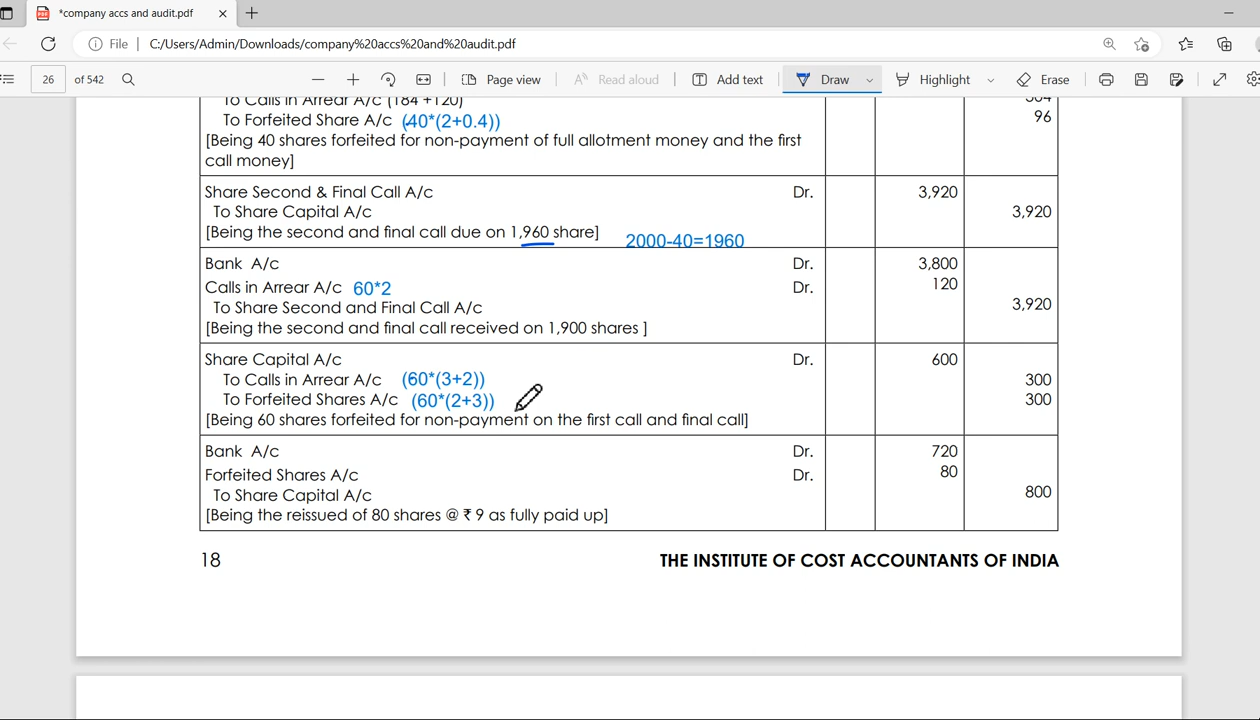 *company accs and audit.pdf
File C:/Users/Admin/Downloads/company%20accs%20and%20audit.pdf
26 of 542 Page view Read aloud Add text Draw Highlight Erase
To Calls in Arrear A/c (184 +120) 304
To Forfeited Share A/c (40*(2+0.4)) 96
[Being 40 shares forfeited for non-payment of full allotment money and the first
call money]
Share Second & Final Call A/c Dr. 3,920
To Share Capital A/c 3,920
[Being the second and final call due on 1,960 share] 2000-40=1960
Bank A/c Dr. 3,800
Calls in Arrear A/c 60*2 Dr. 120
To Share Second and Final Call A/c 3,920
[Being the second and final call received on 1,900 shares ]
Share Capital A/c Dr. 600
To Calls in Arrear A/c (60*(3+2)) 300
To Forfeited Shares A/c (60*(2+3)) 300
[Being 60 shares forfeited for non-payment on the first call and final call]
Bank A/c Dr. 720
Forfeited Shares A/c Dr. 80
To Share Capital A/c 800
[Being the reissued of 80 shares @ ₹ 9 as fully paid up]
18 THE INSTITUTE OF COST ACCOUNTANTS OF INDIA